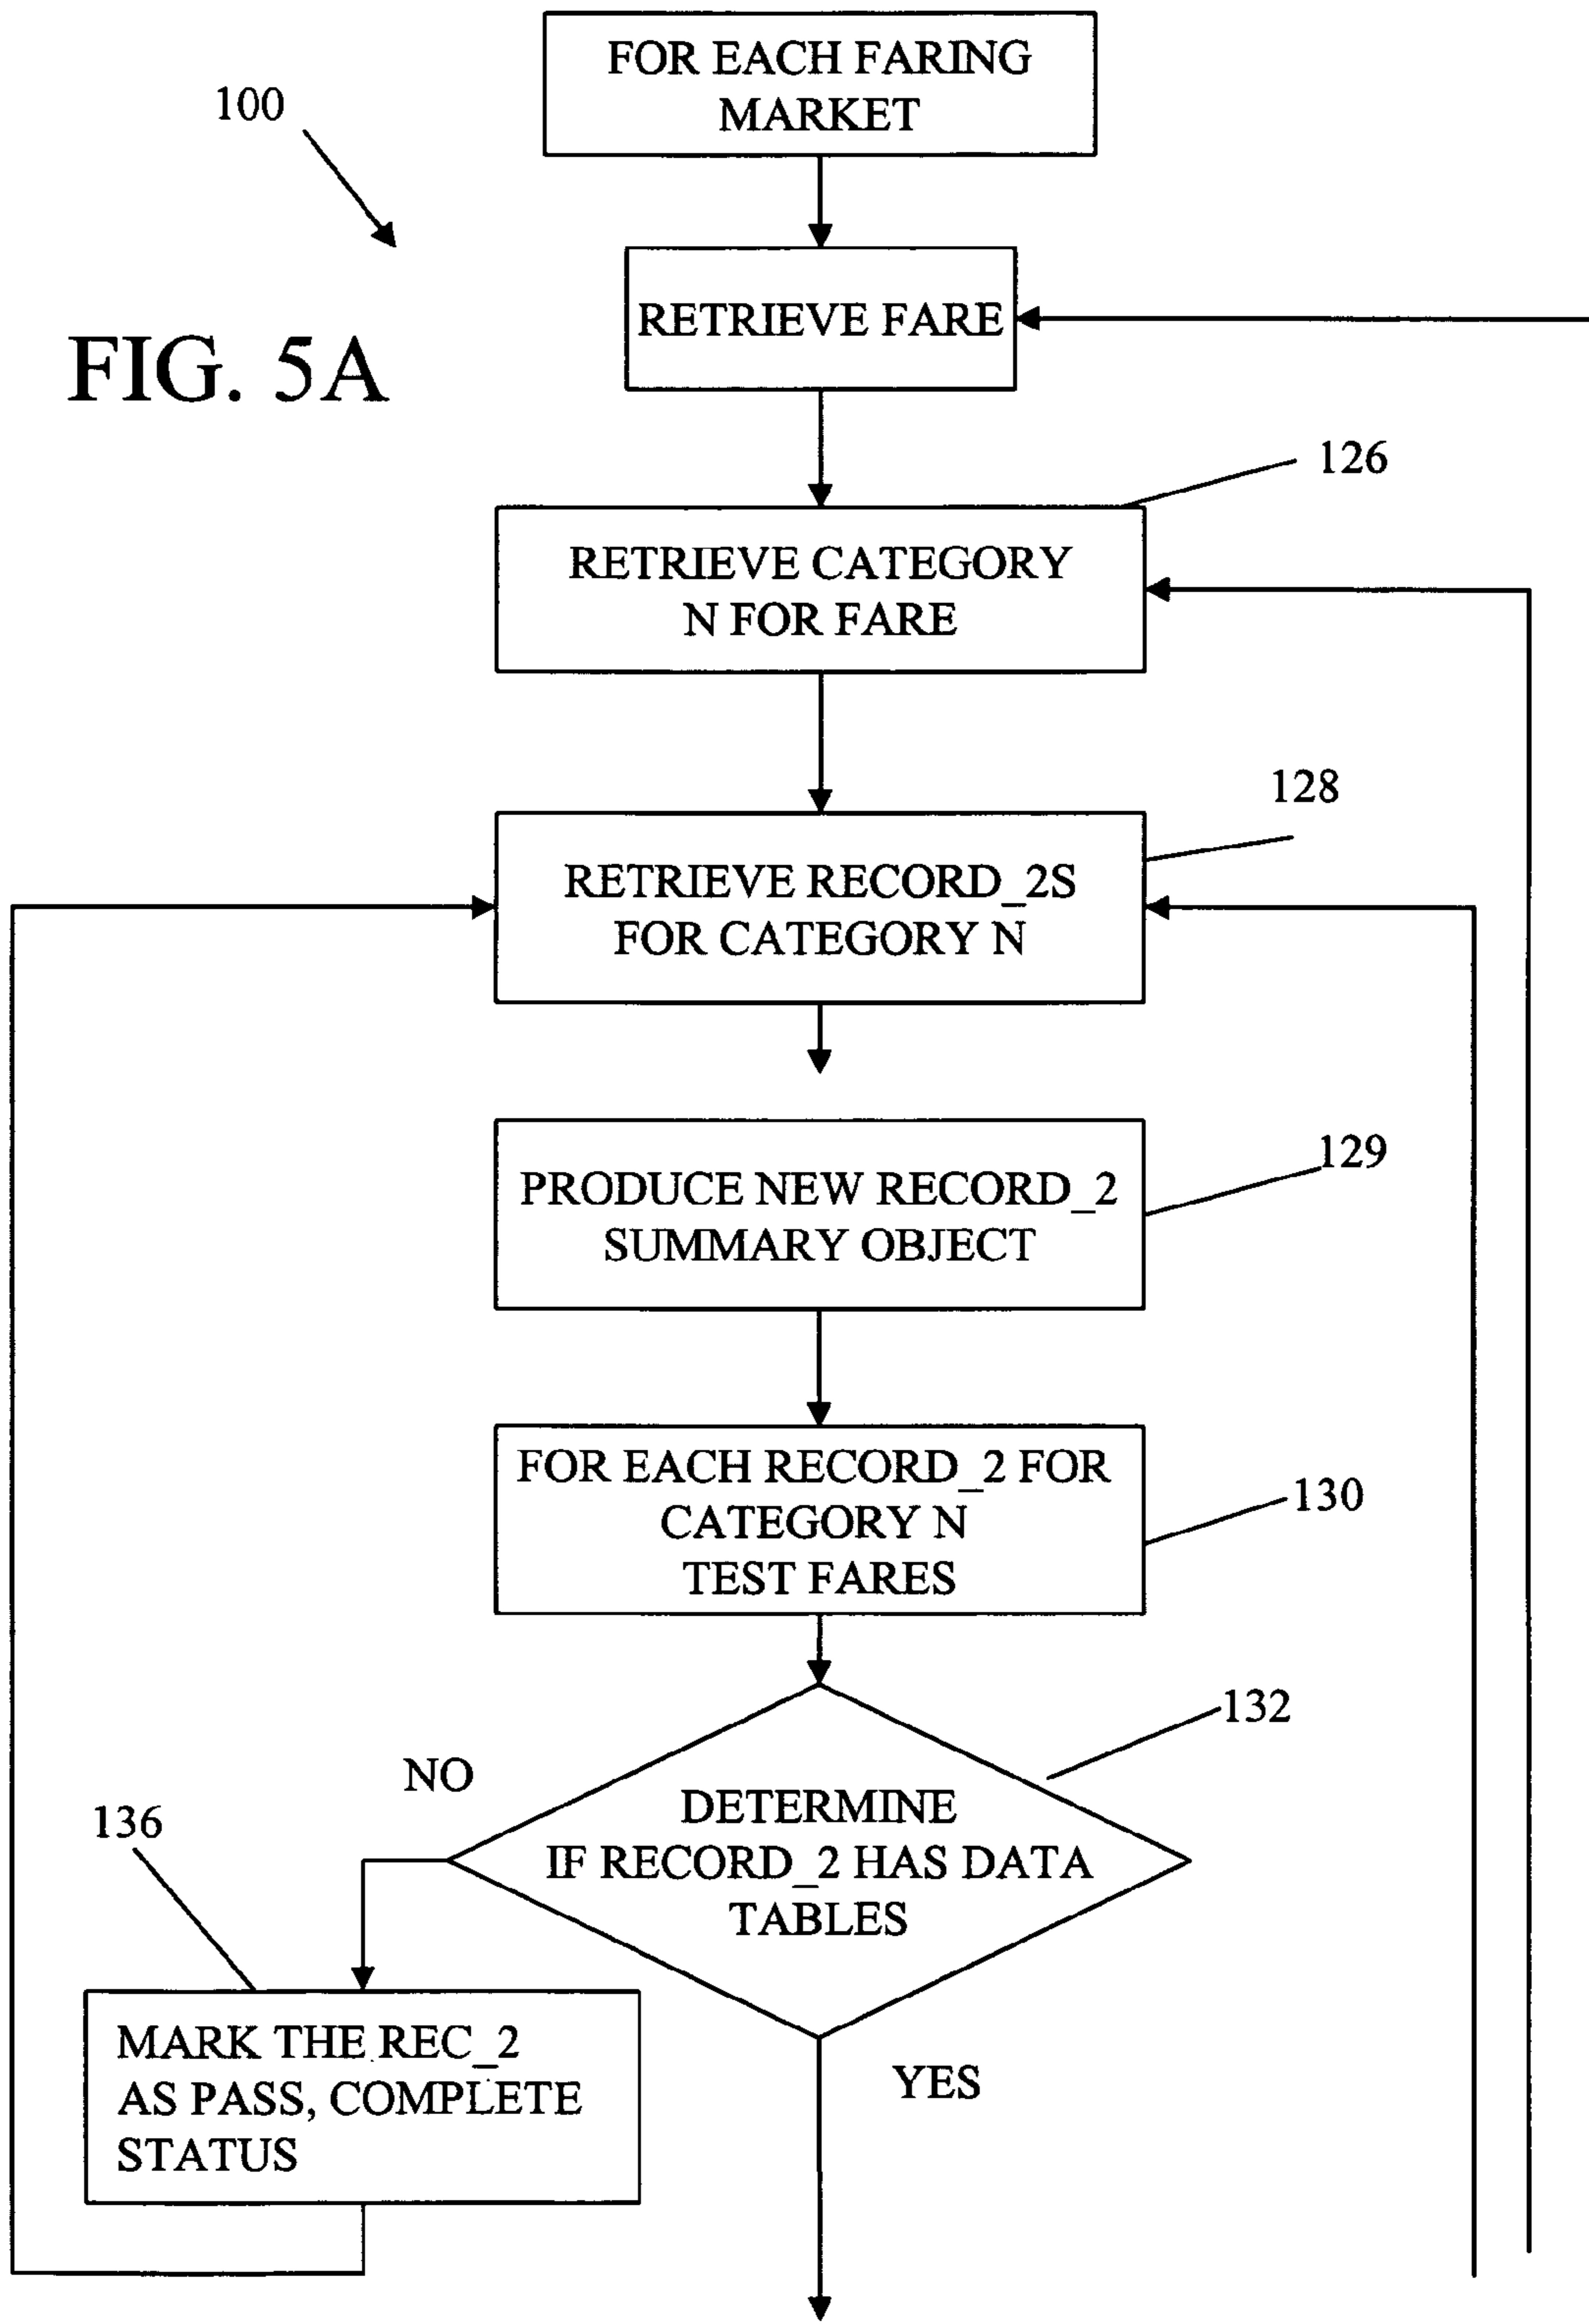 FOR EACH FARING
MARKET
100
RETRIEVE FARE
FIG. 5A
126
RETRIEVE CATEGORY
N FOR FARE
128
RETRIEVE RECORD_2S
FOR CATEGORY N
129
PRODUCE NEW RECORD_2
SUMMARY OBJECT
FOR EACH RECORD_2 FOR
CATEGORY N
TEST FARES
130
132
NO
DETERMINE
IF RECORD_2 HAS DATA
TABLES
136
MARK THE REC_2
AS PASS, COMPLETE
STATUS
YES